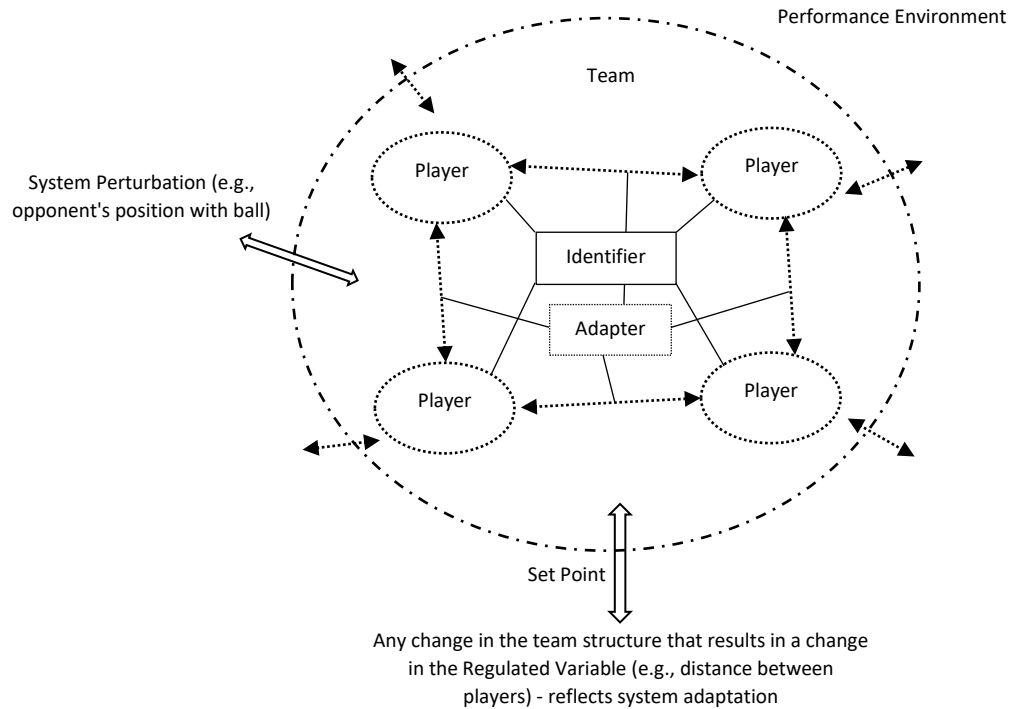 Performance Environment
Team
Player
Player
System Perturbation (e.g.,
opponent's position with ball)
Identifier
Adapter
Player
Player
Set Point
Any change in the team structure that results in a change
in the Regulated Variable (e.g., distance between
players) - reflects system adaptation